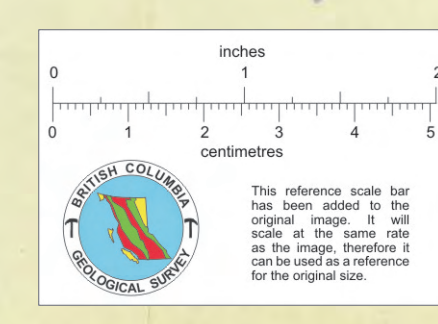 inches
0 1 2
0 1 2 3 4 5
centimetres
BRITISH COLUMBIA
GEOLOGICAL SURVEY
This reference scale bar
has been added to the
original image. It will
scale at the same rate
as the image, therefore it
can be used as a reference
for the original size.